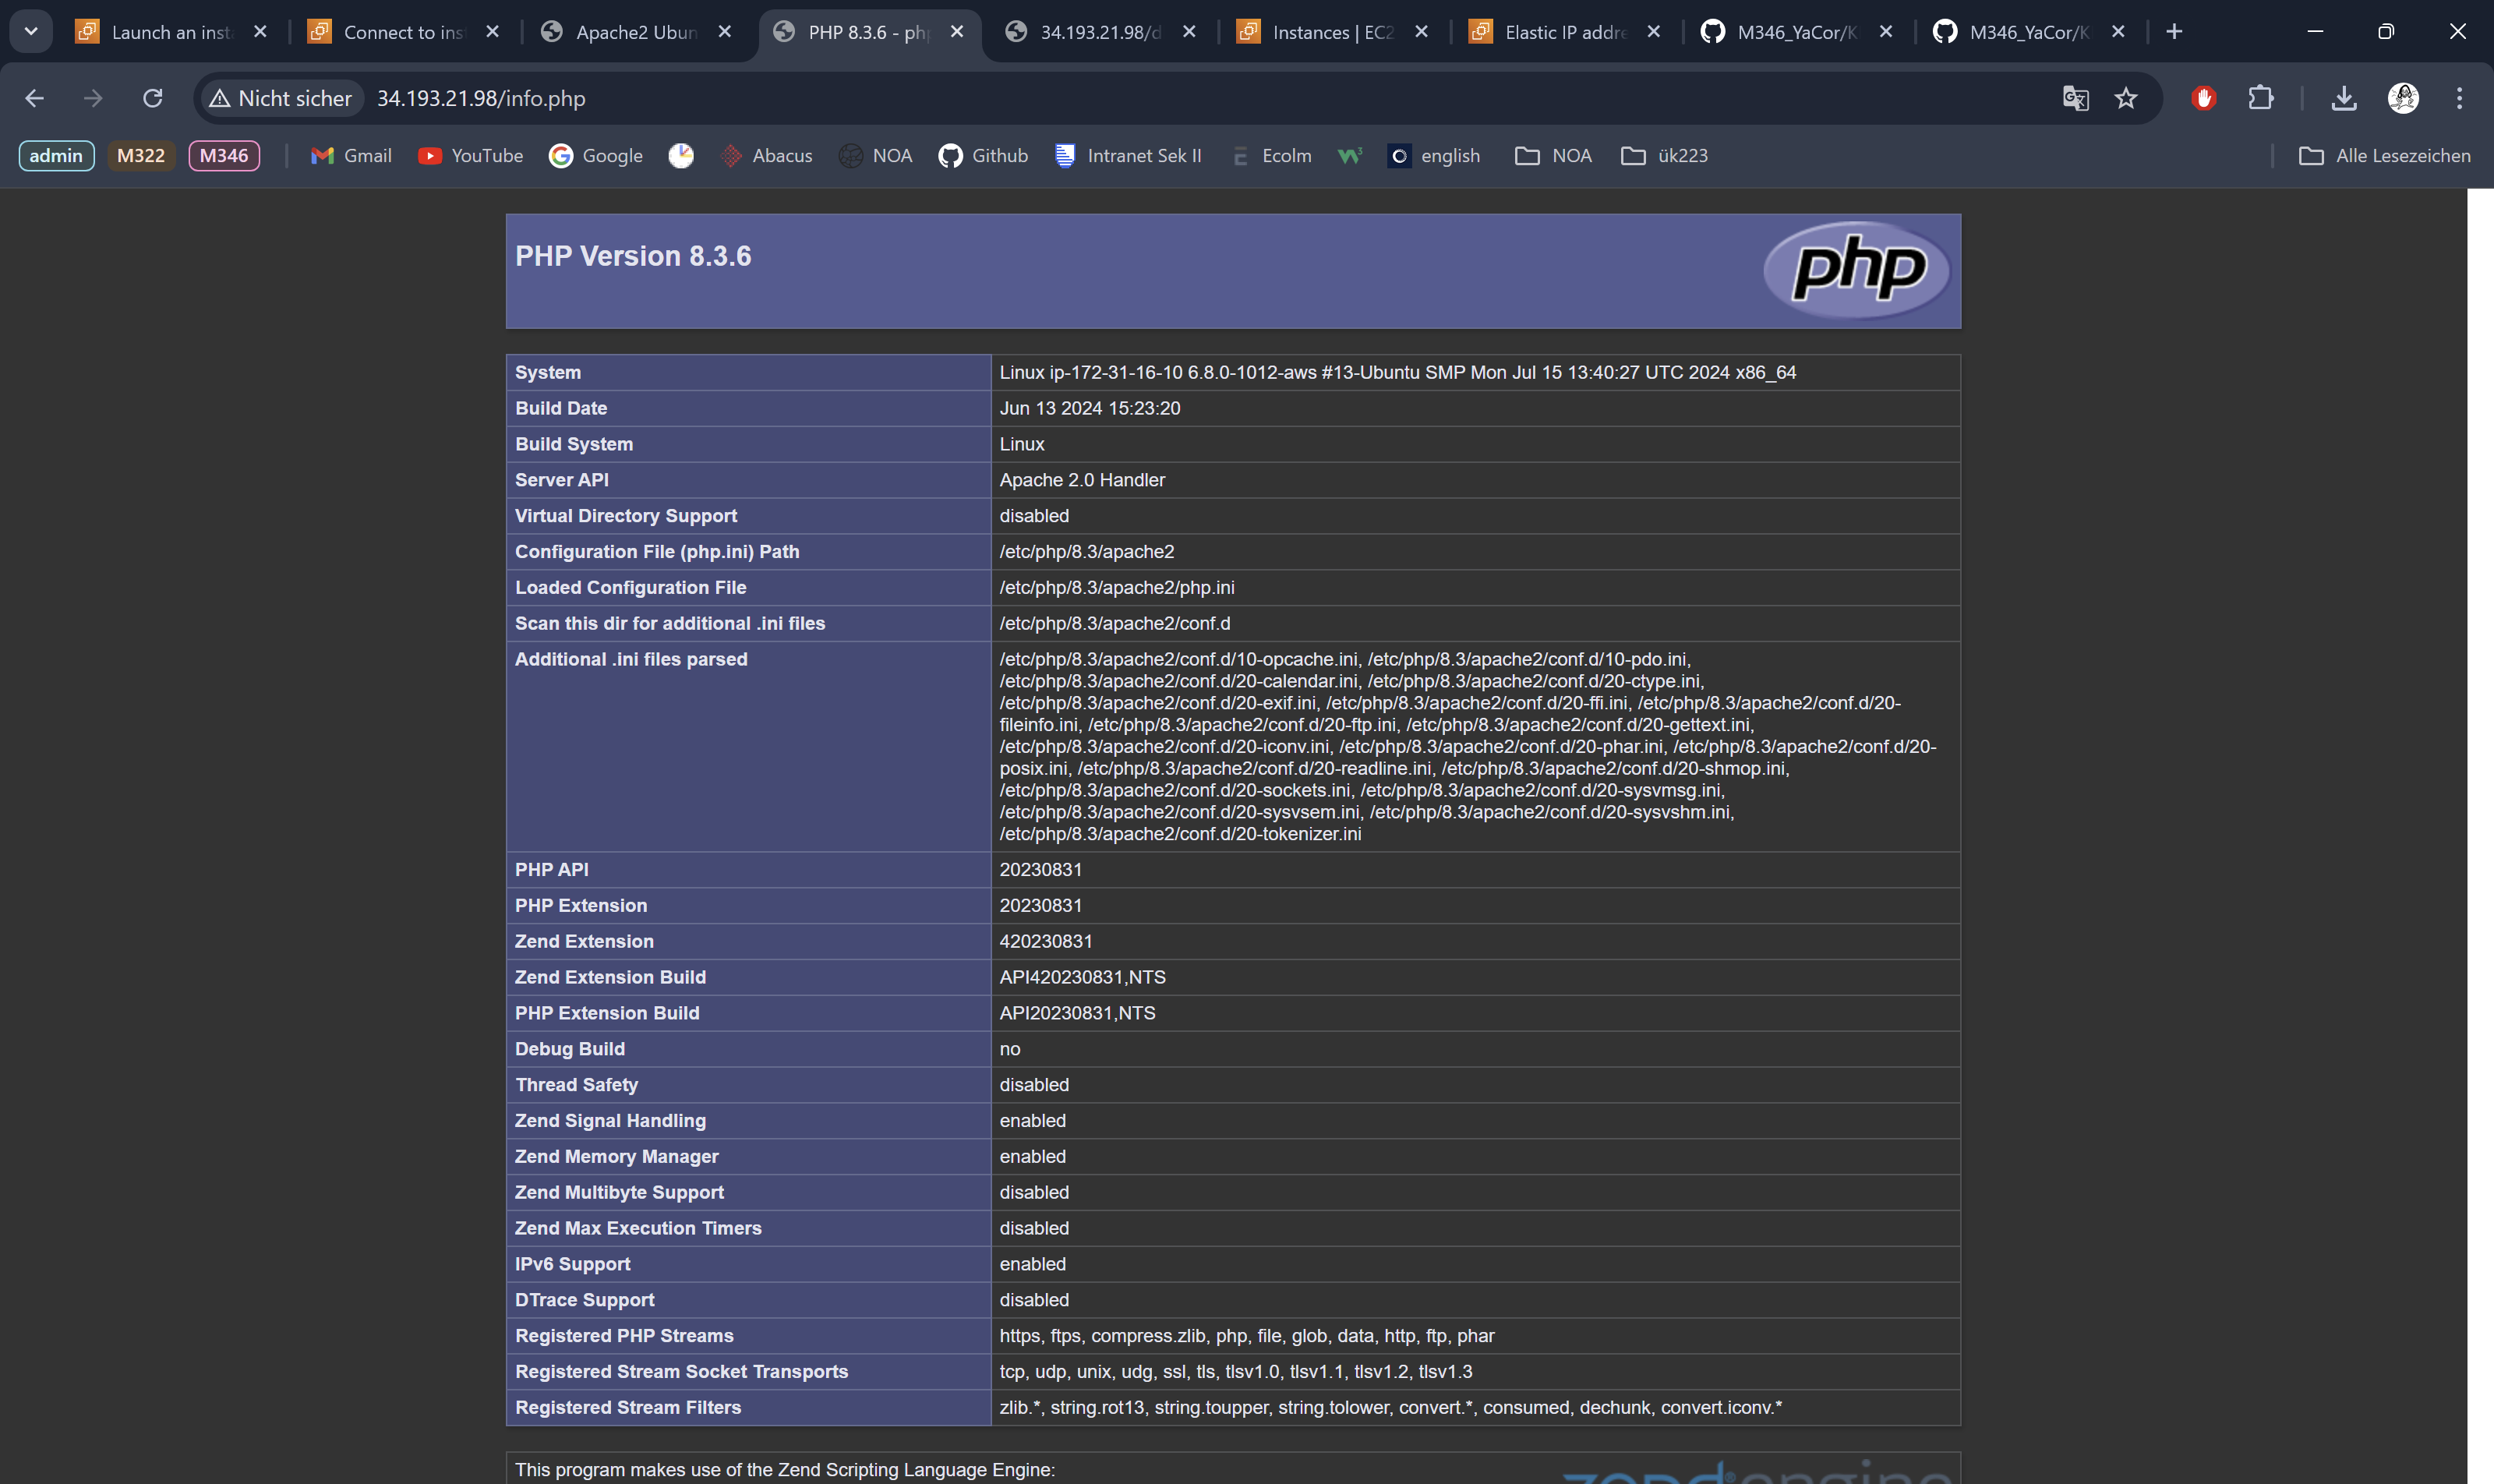 Launch an inst
Connect to ins
Apache2 Ubun
PHP 8.3.6 - ph
34.193.21.98/d
Instances | EC2
Elastic IP addre
M346_YaCor/K
M346_YaCor/K
Nicht sicher
34.193.21.98/info.php
admin
M322
M346
Gmail
YouTube
Google
Abacus
NOA
Github
Intranet Sek II
Ecolm
english
NOA
ük223
Alle Lesezeichen
PHP Version 8.3.6
php
System Linux ip-172-31-16-10 6.8.0-1012-aws #13-Ubuntu SMP Mon Jul 15 13:40:27 UTC 2024 x86_64
Build Date Jun 13 2024 15:23:20
Build System Linux
Server API Apache 2.0 Handler
Virtual Directory Support disabled
Configuration File (php.ini) Path /etc/php/8.3/apache2
Loaded Configuration File /etc/php/8.3/apache2/php.ini
Scan this dir for additional .ini files /etc/php/8.3/apache2/conf.d
Additional .ini files parsed /etc/php/8.3/apache2/conf.d/10-opcache.ini, /etc/php/8.3/apache2/conf.d/10-pdo.ini,
/etc/php/8.3/apache2/conf.d/20-calendar.ini, /etc/php/8.3/apache2/conf.d/20-ctype.ini,
/etc/php/8.3/apache2/conf.d/20-exif.ini, /etc/php/8.3/apache2/conf.d/20-ffi.ini, /etc/php/8.3/apache2/conf.d/20-
fileinfo.ini, /etc/php/8.3/apache2/conf.d/20-ftp.ini, /etc/php/8.3/apache2/conf.d/20-gettext.ini,
/etc/php/8.3/apache2/conf.d/20-iconv.ini, /etc/php/8.3/apache2/conf.d/20-phar.ini, /etc/php/8.3/apache2/conf.d/20-
posix.ini, /etc/php/8.3/apache2/conf.d/20-readline.ini, /etc/php/8.3/apache2/conf.d/20-shmop.ini,
/etc/php/8.3/apache2/conf.d/20-sockets.ini, /etc/php/8.3/apache2/conf.d/20-sysvmsg.ini,
/etc/php/8.3/apache2/conf.d/20-sysvsem.ini, /etc/php/8.3/apache2/conf.d/20-sysvshm.ini,
/etc/php/8.3/apache2/conf.d/20-tokenizer.ini
PHP API 20230831
PHP Extension 20230831
Zend Extension 420230831
Zend Extension Build API420230831,NTS
PHP Extension Build API20230831,NTS
Debug Build no
Thread Safety disabled
Zend Signal Handling enabled
Zend Memory Manager enabled
Zend Multibyte Support disabled
Zend Max Execution Timers disabled
IPv6 Support enabled
DTrace Support disabled
Registered PHP Streams https, ftps, compress.zlib, php, file, glob, data, http, ftp, phar
Registered Stream Socket Transports tcp, udp, unix, udg, ssl, tls, tlsv1.0, tlsv1.1, tlsv1.2, tlsv1.3
Registered Stream Filters zlib.*, string.rot13, string.toupper, string.tolower, convert.*, consumed, dechunk, convert.iconv.*
This program makes use of the Zend Scripting Language Engine: